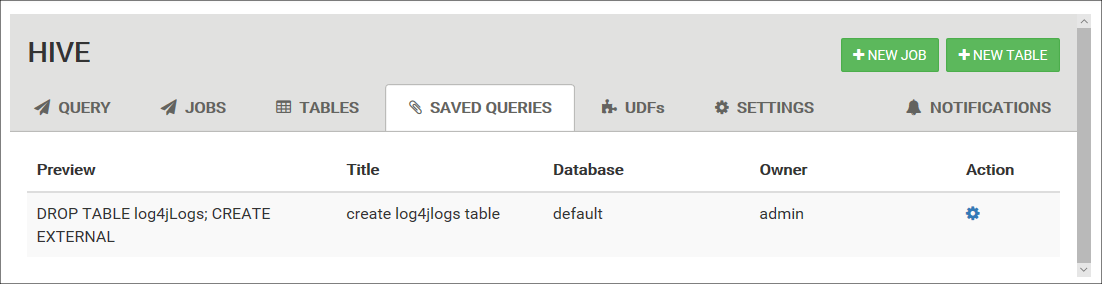 HIVE
NEW JOB NEW TABLE
QUERY JOBS TABLES SAVED QUERIES UDFs SETTINGS NOTIFICATIONS
Preview Title Database Owner Action
DROP TABLE log4jLogs; CREATE create log4jlogs table default admin
EXTERNAL